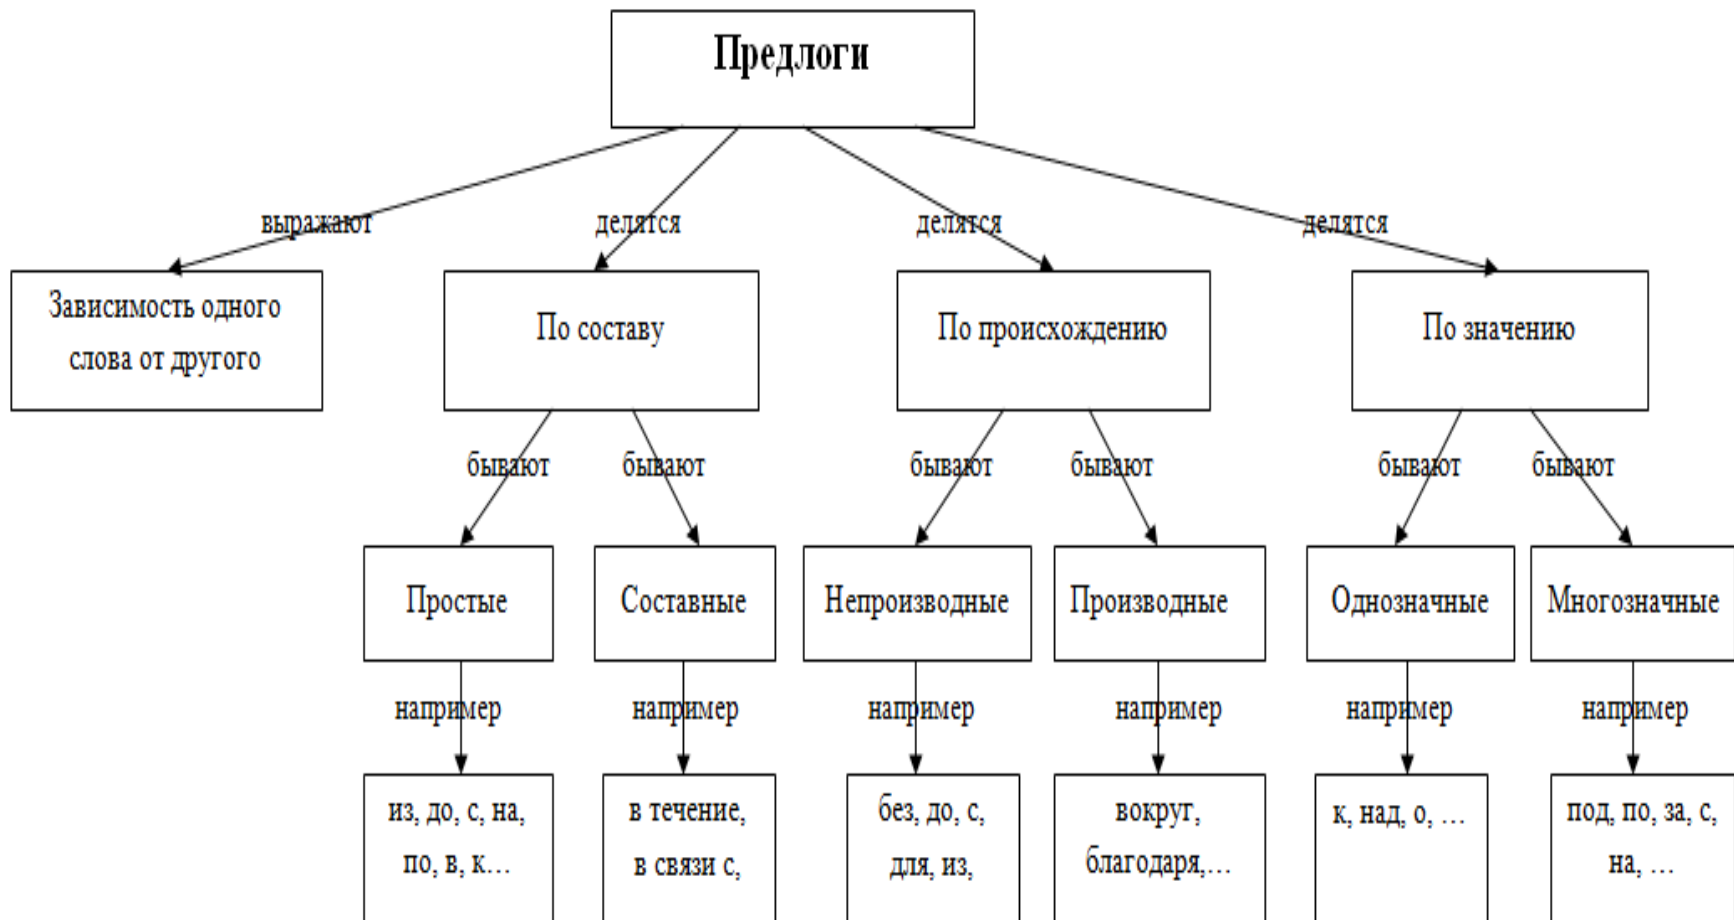 Предлоги
выражают
делятся
делятся
делятся
Зависимость одного
слова от другого
По составу
По происхождению
По значению
бывают
бывают
бывают
бывают
бывают
бывают
Простые
Составные
Непроизводные
Производные
Однозначные
Многозначные
например
например
например
например
например
например
из, до, с, на,
по, в, к…
в течение,
в связи с,
без, до, с,
для, из,
вокруг,
благодаря,…
к, над, о, …
под, по, за, с,
на, …